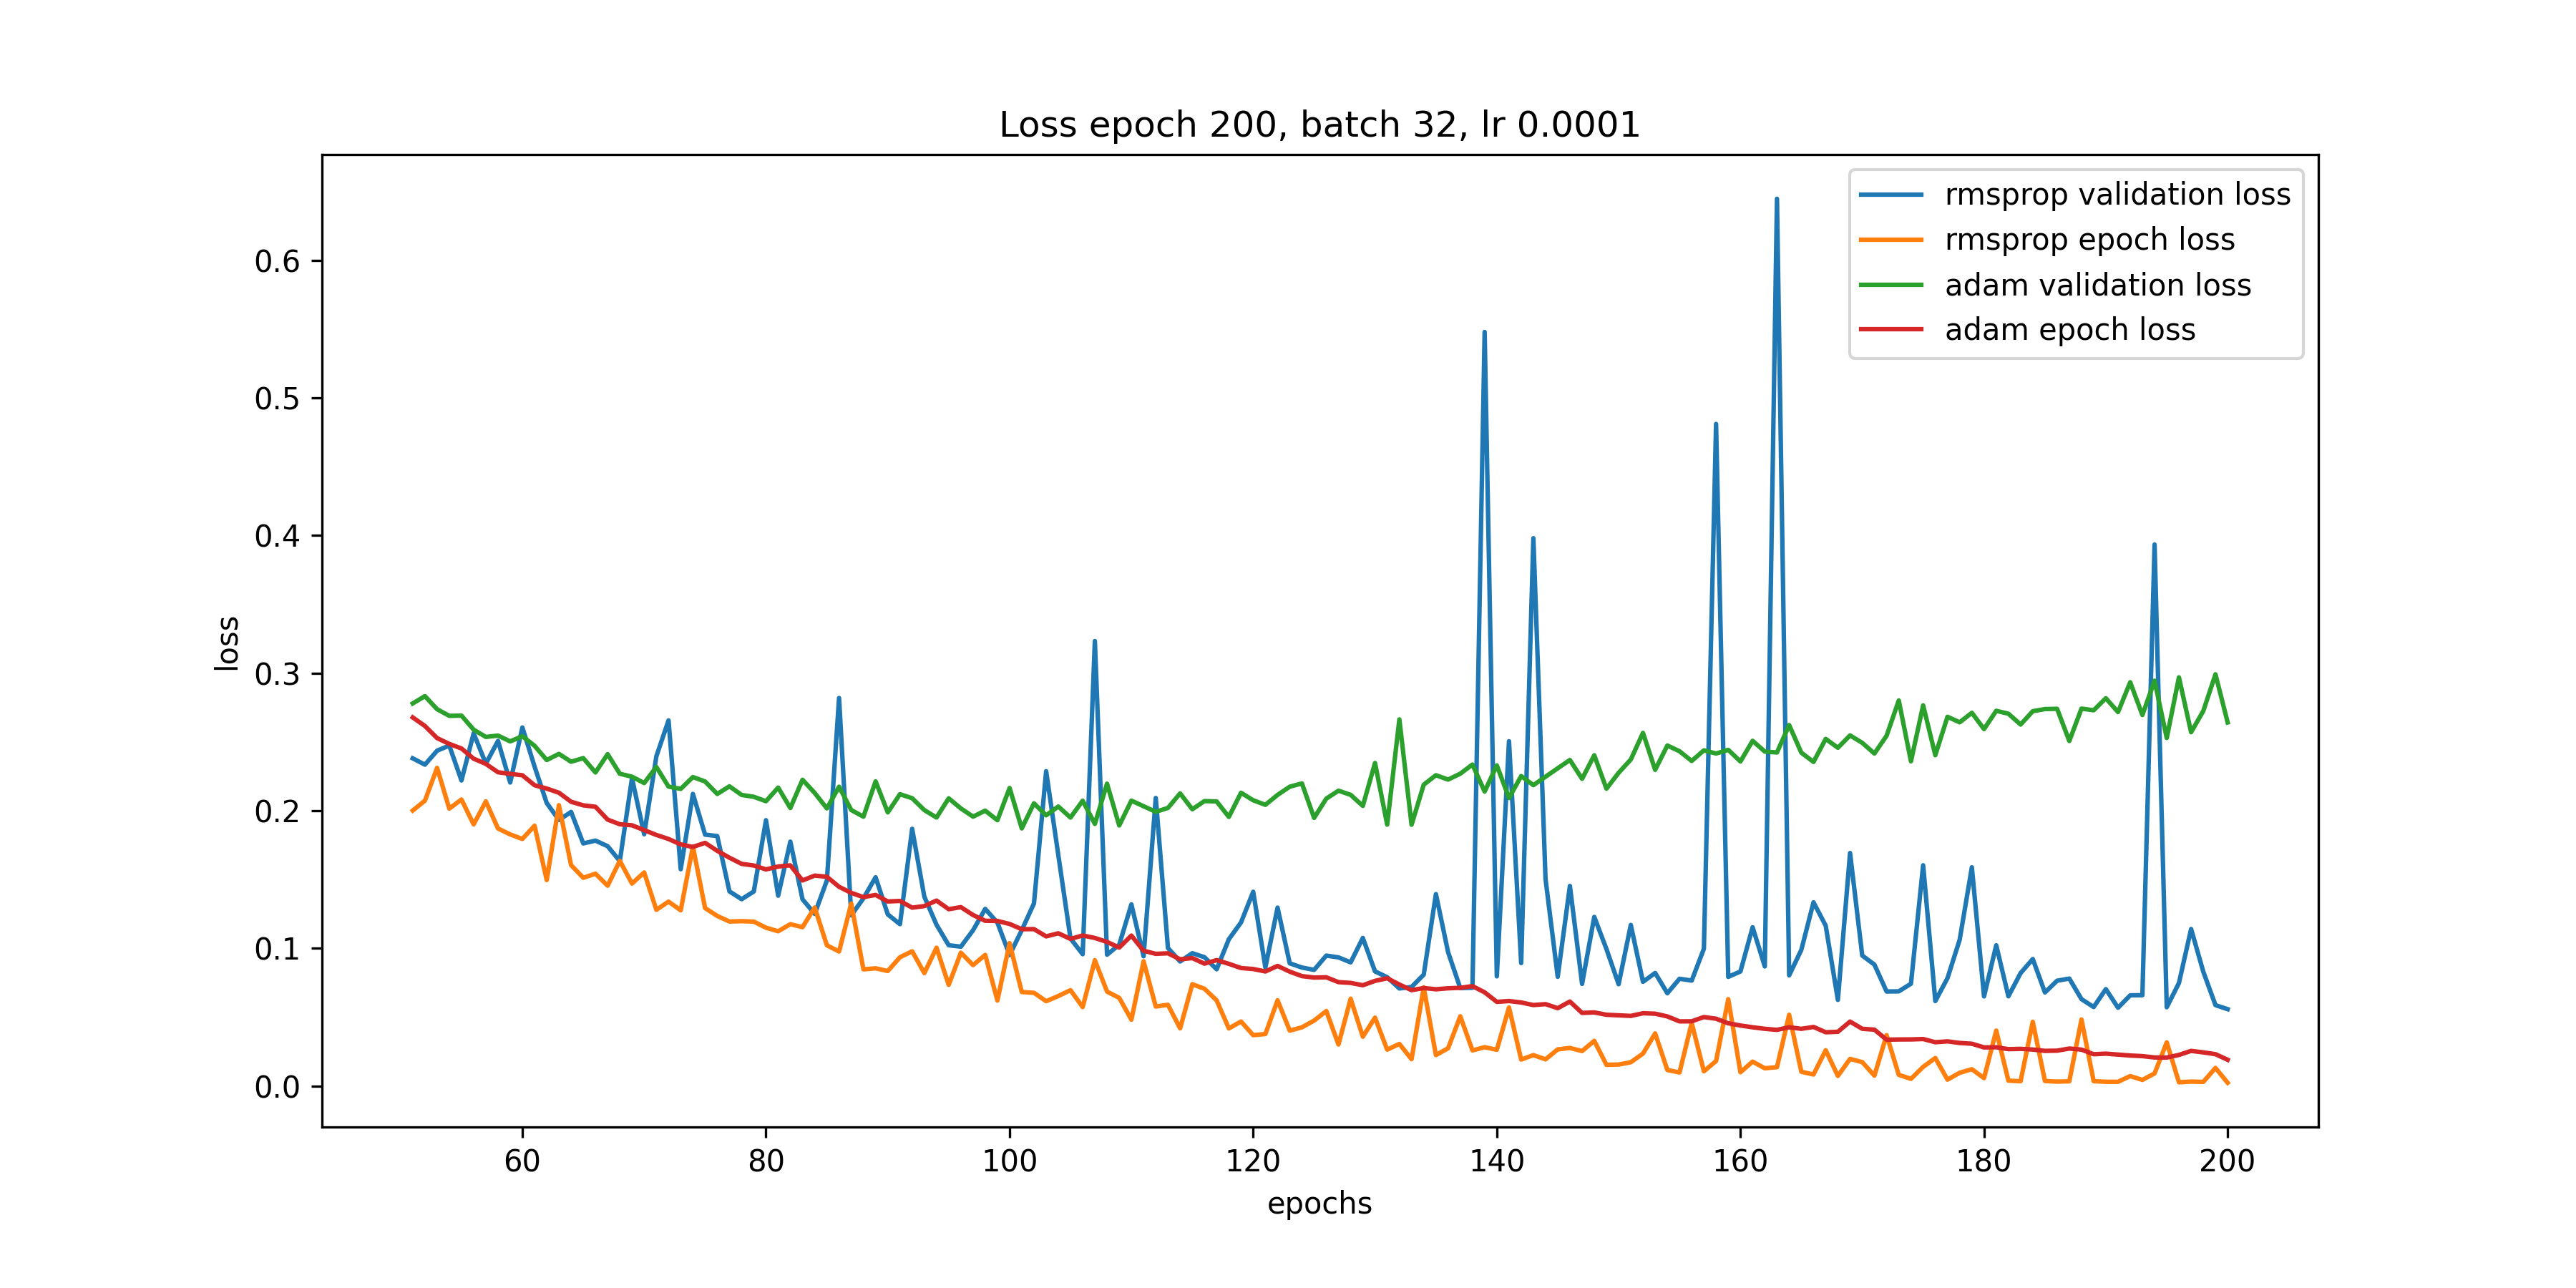 Loss epoch 200, batch 32, lr 0.0001
rmsprop validation loss
rmsprop epoch loss
adam validation loss
adam epoch loss
0.6
0.5
0.4
0.3
0.2
0.1
0.0
loss
60 80 100 120 140 160 180 200
epochs